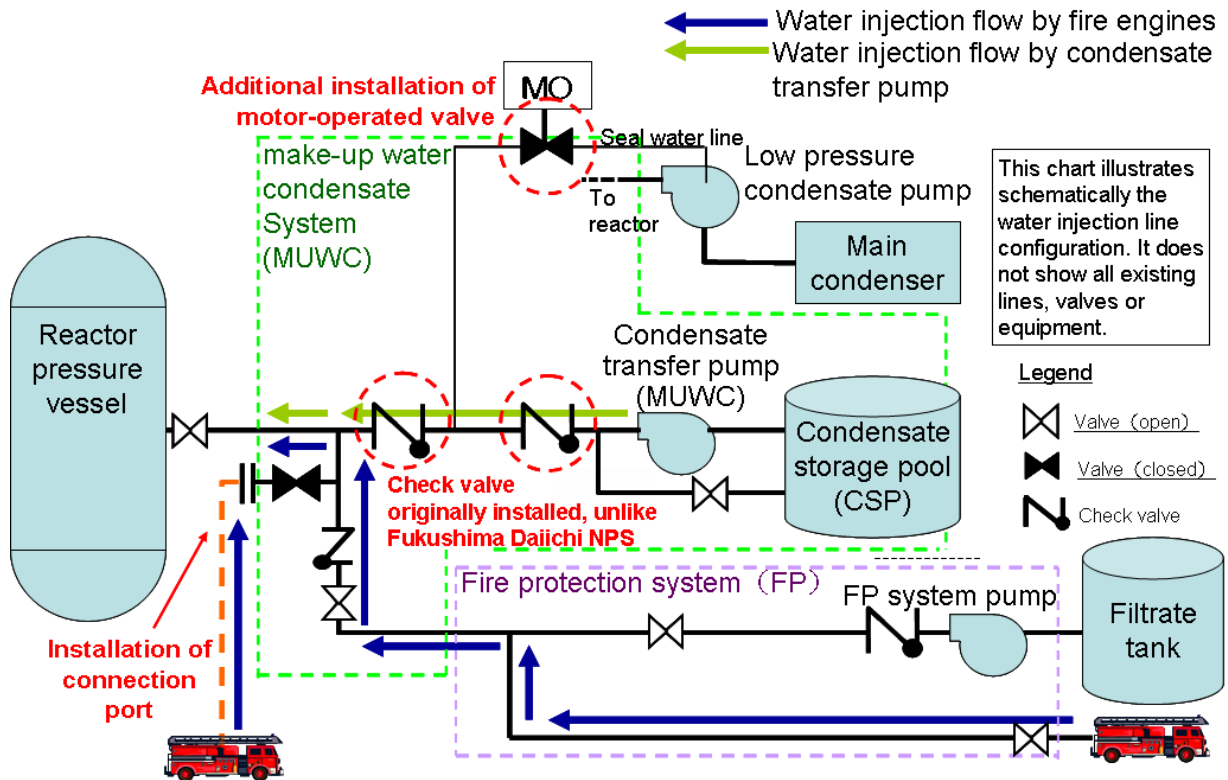 Water injection flow by fire engines
Water injection flow by condensate
transfer pump
Additional installation of
motor-operated valve
MO
Seal water line
make-up water
condensate
System
(MUWC)
To
reactor
Low pressure
condensate pump
Main
condenser
This chart illustrates
schematically the
water injection line
configuration. It does
not show all existing
lines, valves or
equipment.
Reactor
pressure
vessel
Condensate
transfer pump
(MUWC)
Condensate
storage pool
(CSP)
Legend
Valve (open)
Valve (closed)
Check valve
Check valve
originally installed, unlike
Fukushima Daiichi NPS
Fire protection system (FP)
FP system pump
Filtrate
tank
Installation of
connection
port